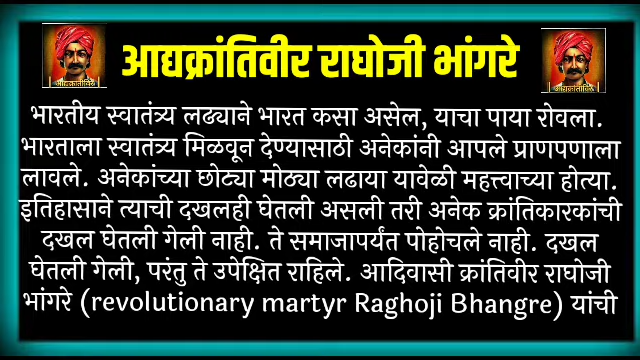 आद्यक्रांतिवीर राघोजी भांगरे
भारतीय स्वातंत्र्य लढ्याने भारत कसा असेल, याचा पाया रोवला.
भारताला स्वातंत्र्य मिळवून देण्यासाठी अनेकांनी आपले प्राणपणाला
लावले. अनेकांच्या छोट्या मोठ्या लढाया यावेळी महत्त्वाच्या होत्या.
इतिहासाने त्याची दखलही घेतली असली तरी अनेक क्रांतिकारकांची
दखल घेतली गेली नाही. ते समाजापर्यंत पोहोचले नाही. दखल
घेतली गेली, परंतु ते उपेक्षित राहिले. आदिवासी क्रांतिवीर राघोजी
भांगरे (revolutionary martyr Raghoji Bhangre) यांची